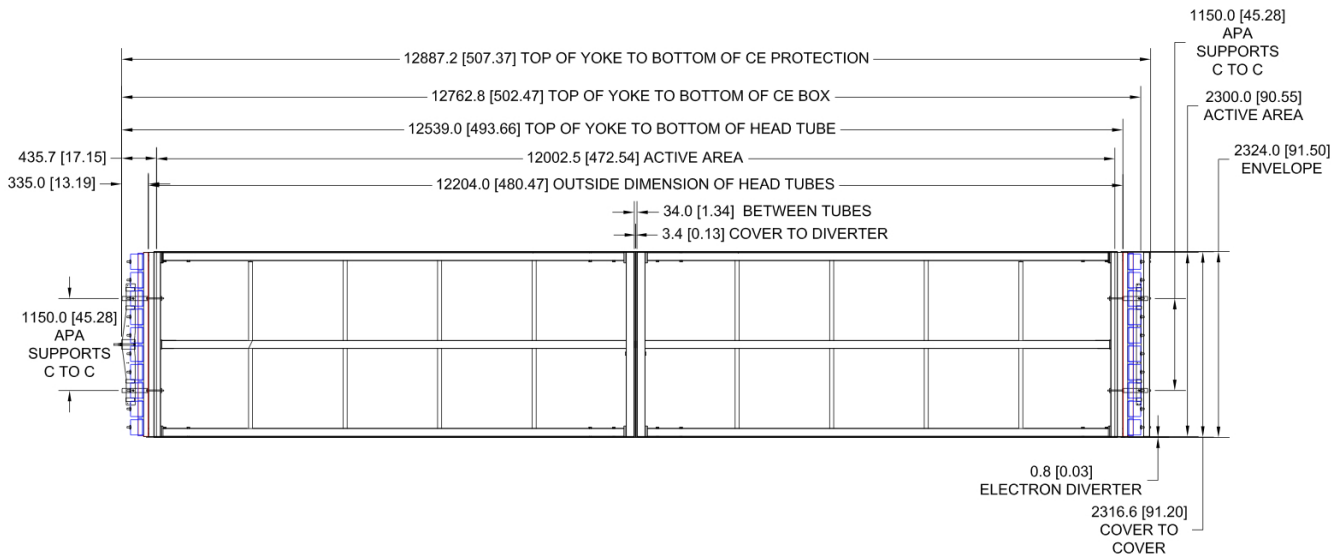 1150.0 [45.28]
APA
SUPPORTS
C TO C
12887.2 [507.37] TOP OF YOKE TO BOTTOM OF CE PROTECTION
12762.8 [502.47] TOP OF YOKE TO BOTTOM OF CE BOX
2300.0 [90.55]
ACTIVE AREA
12539.0 [493.66] TOP OF YOKE TO BOTTOM OF HEAD TUBE
435.7 [17.15]
12002.5 [472.54] ACTIVE AREA
2324.0 [91.50]
ENVELOPE
335.0 [13.19]
12204.0 [480.47] OUTSIDE DIMENSION OF HEAD TUBES
34.0 [1.34] BETWEEN TUBES
3.4 [0.13] COVER TO DIVERTER
1150.0 [45.28]
APA
SUPPORTS
C TO C
0.8 [0.03]
ELECTRON DIVERTER
2316.6 [91.20]
COVER TO
COVER